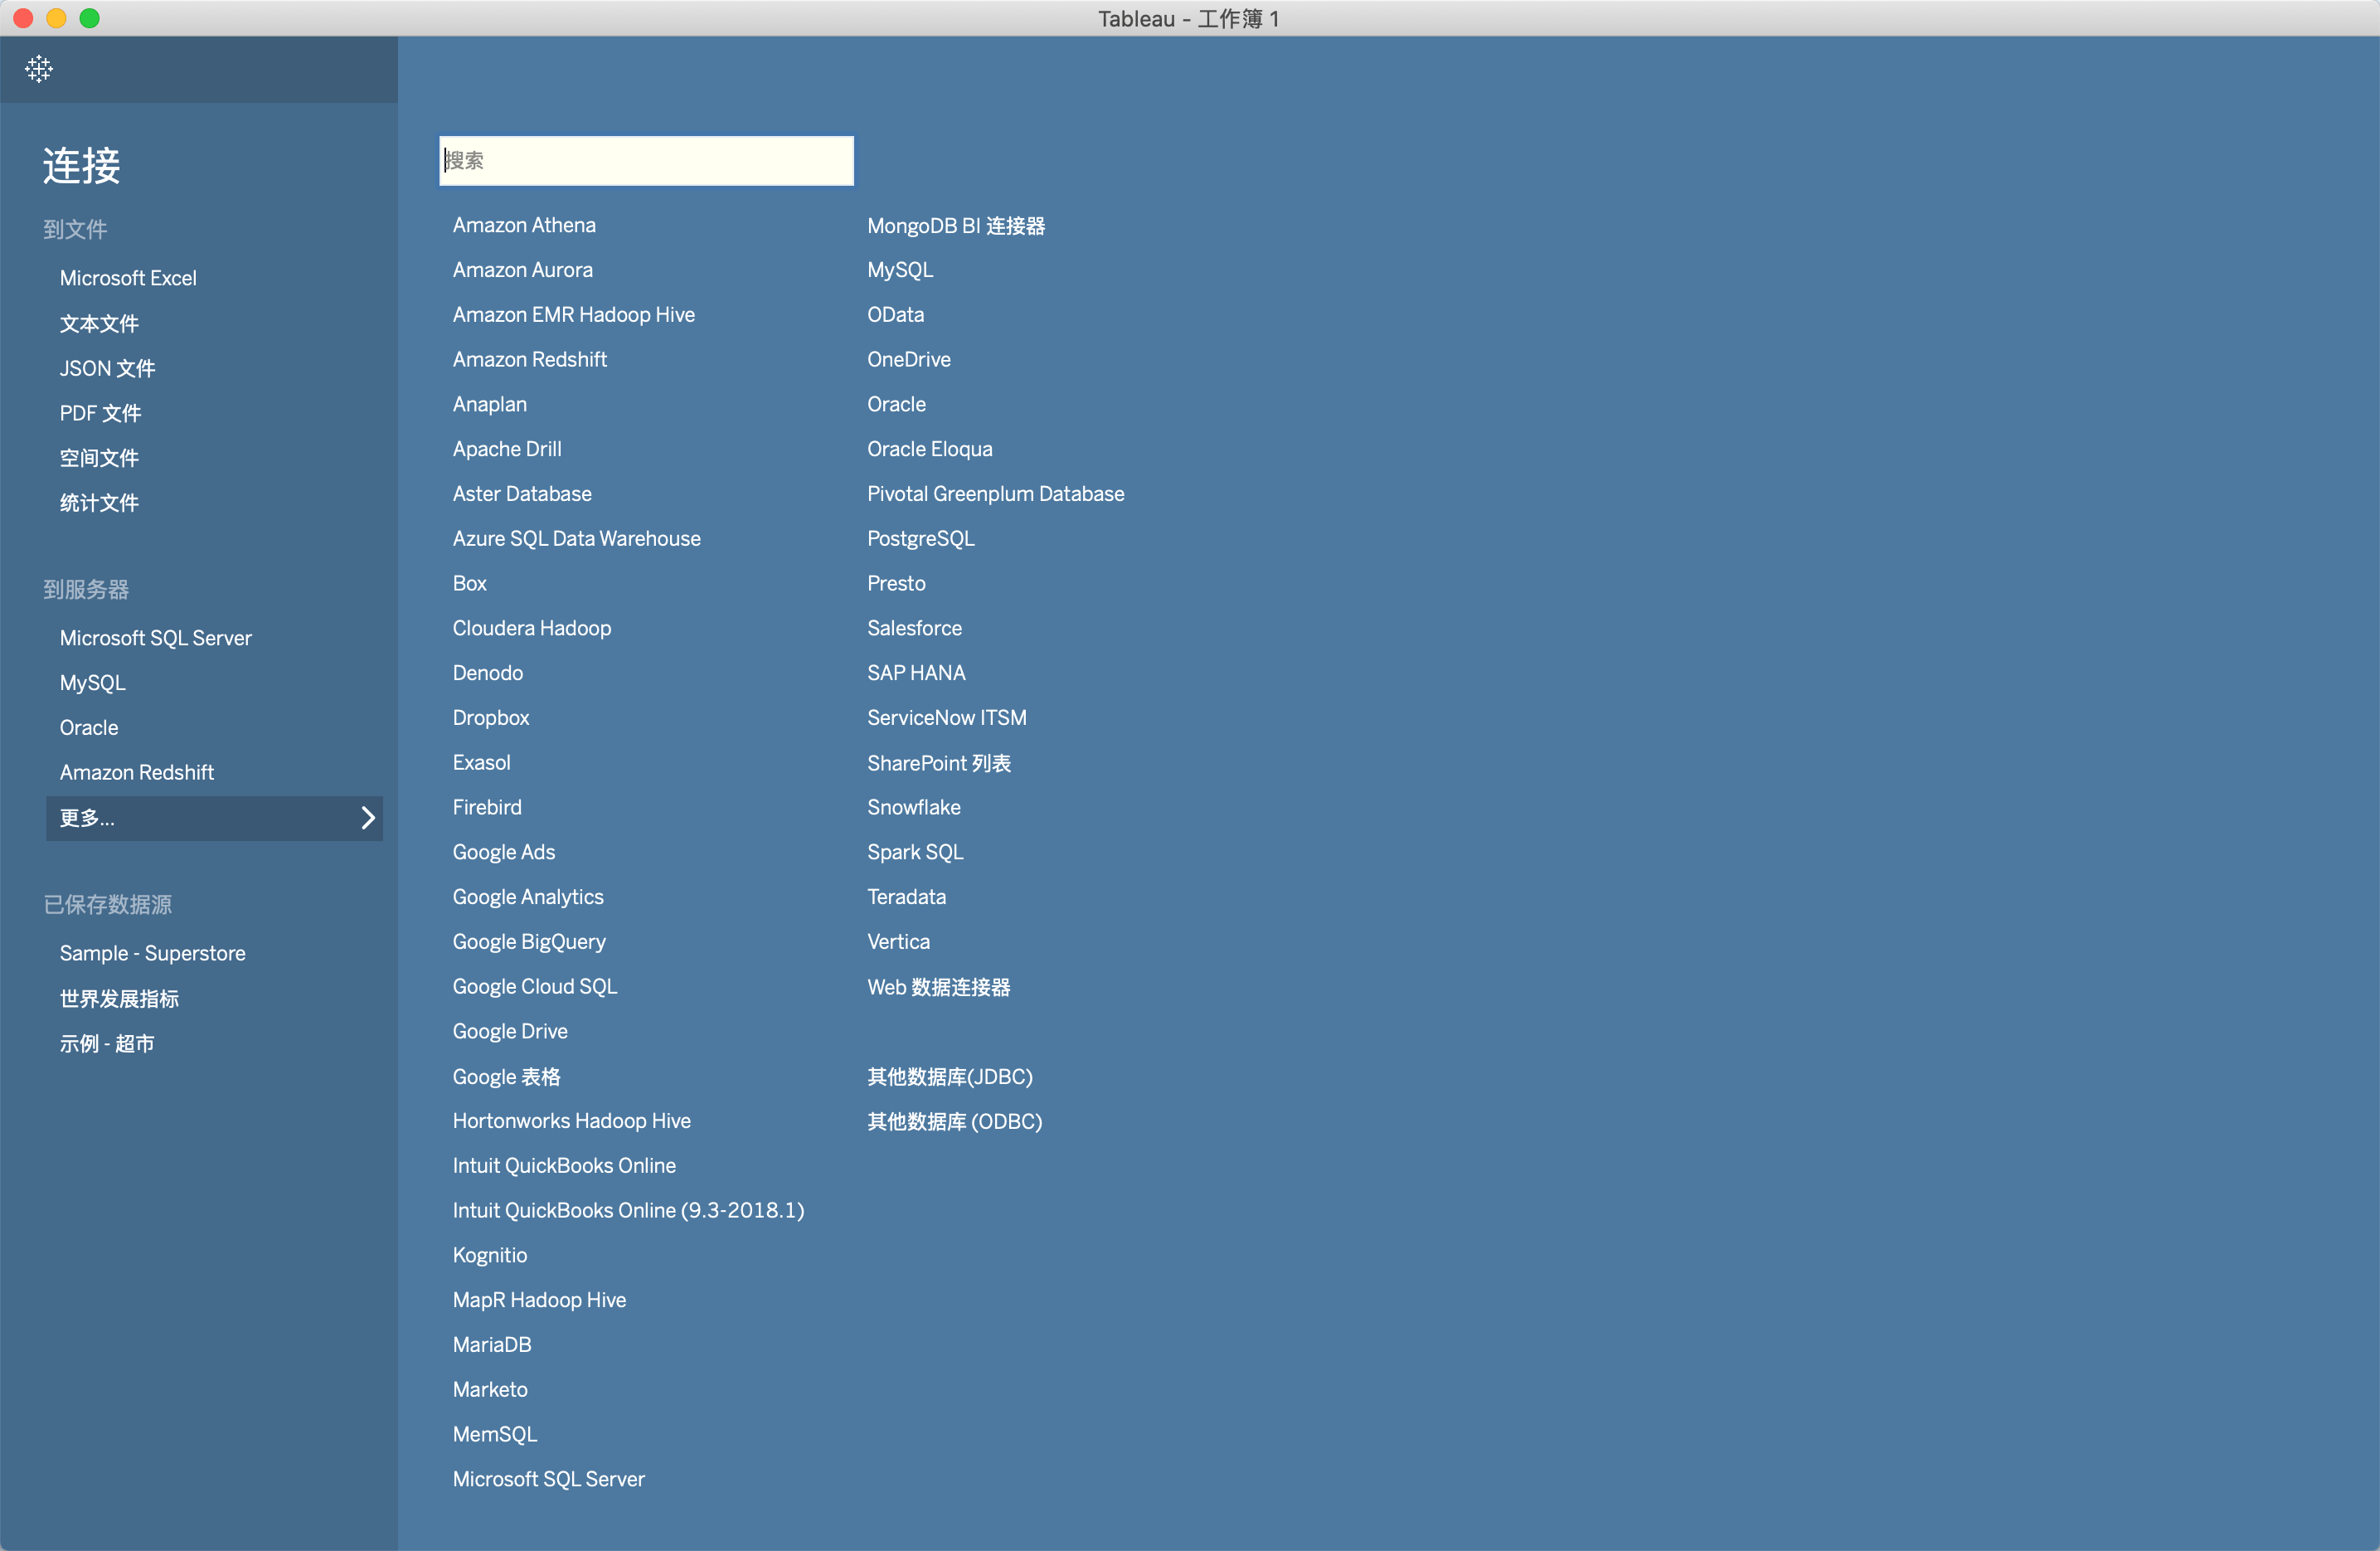 Tableau - 工作簿 1
连接
到文件
Microsoft Excel
文本文件
JSON 文件
PDF 文件
空间文件
统计文件
到服务器
Microsoft SQL Server
MySQL
Oracle
Amazon Redshift
更多...
已保存数据源
Sample - Superstore
世界发展指标
示例 - 超市
搜索
Amazon Athena
Amazon Aurora
Amazon EMR Hadoop Hive
Amazon Redshift
Anaplan
Apache Drill
Aster Database
Azure SQL Data Warehouse
Box
Cloudera Hadoop
Denodo
Dropbox
Exasol
Firebird
Google Ads
Google Analytics
Google BigQuery
Google Cloud SQL
Google Drive
Google 表格
Hortonworks Hadoop Hive
Intuit QuickBooks Online
Intuit QuickBooks Online (9.3-2018.1)
Kognitio
MapR Hadoop Hive
MariaDB
Marketo
MemSQL
Microsoft SQL Server
MongoDB BI 连接器
MySQL
OData
OneDrive
Oracle
Oracle Eloqua
Pivotal Greenplum Database
PostgreSQL
Presto
Salesforce
SAP HANA
ServiceNow ITSM
SharePoint 列表
Snowflake
Spark SQL
Teradata
Vertica
Web 数据连接器
其他数据库(JDBC)
其他数据库 (ODBC)